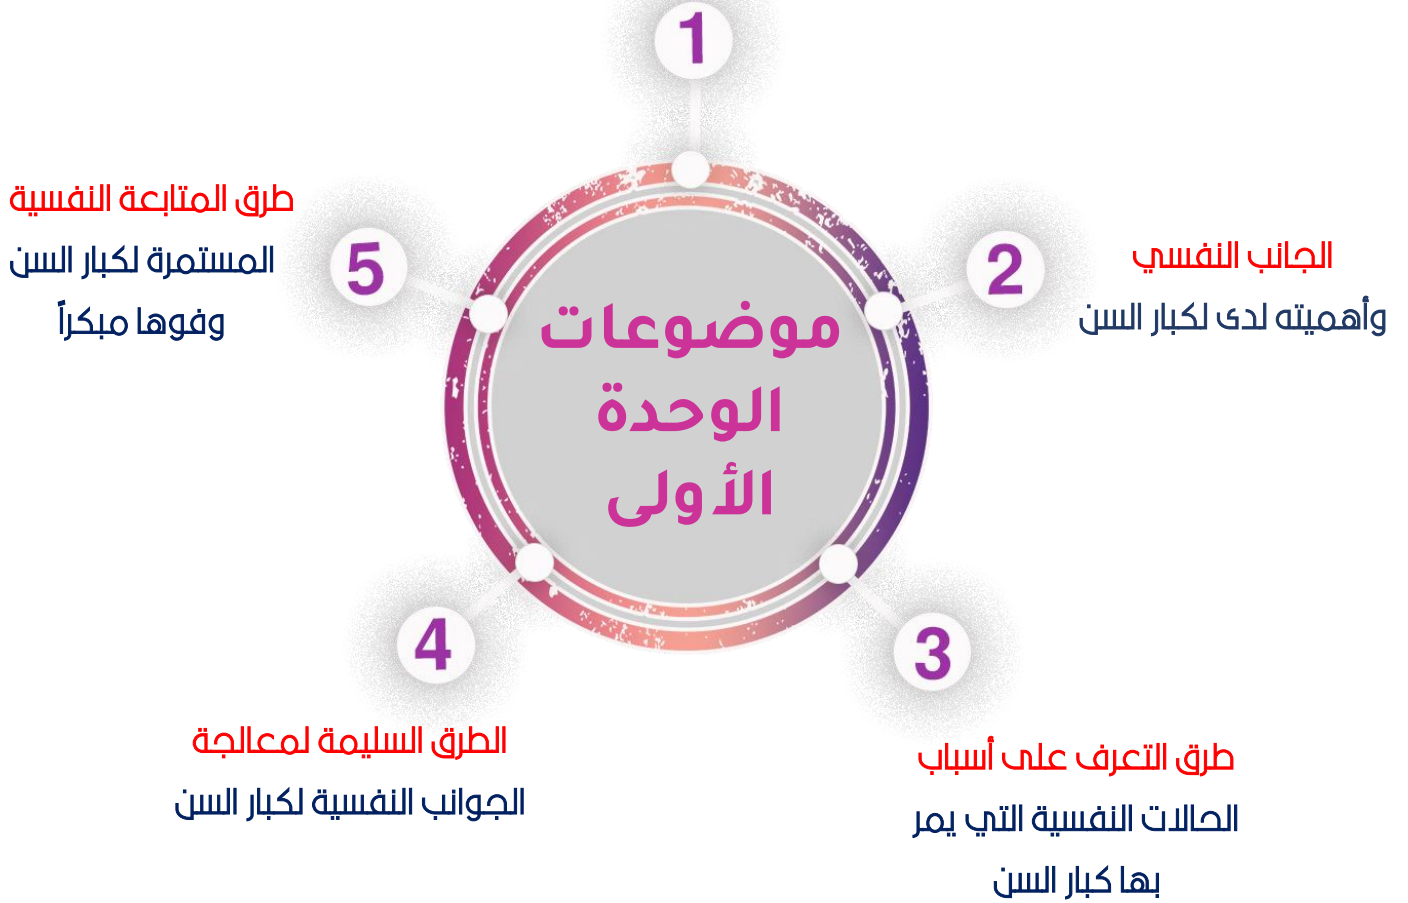 موضوعات
الوحدة
الأولى
1
2
الجانب النفسي
وأهميته لدى لكبار السن
3
طرق التعرف على أسباب
الحالات النفسية التي يمر
بها كبار السن
4
الطرق السليمة لمعالجة
الجوانب النفسية لكبار السن
5
طرق المتابعة النفسية
المستمرة لكبار السن
وفوها مبكراً